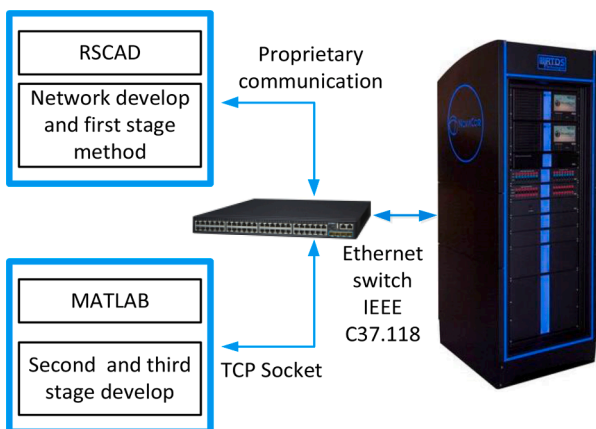 RSCAD
Network develop
and first stage
method
Proprietary
communication
RTDS
NovaCor
Ethernet
switch
IEEE
C37.118
MATLAB
Second and third
stage develop
TCP Socket